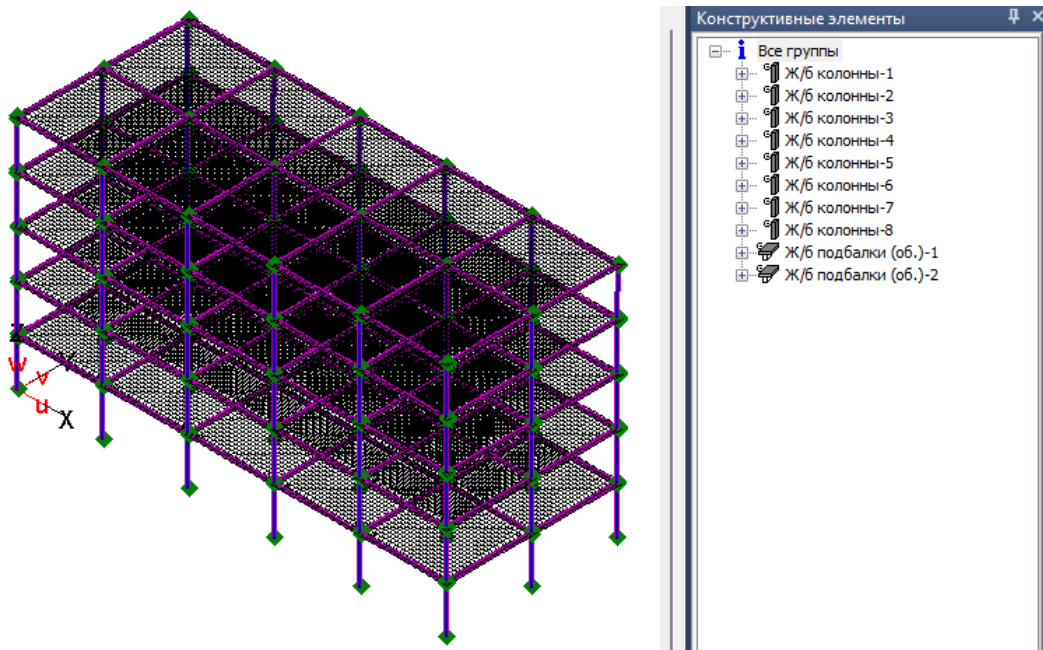 Конструктивные элементы
Все группы
Ж/б колонны-1
Ж/б колонны-2
Ж/б колонны-3
Ж/б колонны-4
Ж/б колонны-5
Ж/б колонны-6
Ж/б колонны-7
Ж/б колонны-8
Ж/б подбалки (об.)-1
Ж/б подбалки (об.)-2
Z
Y
W
v
u
X